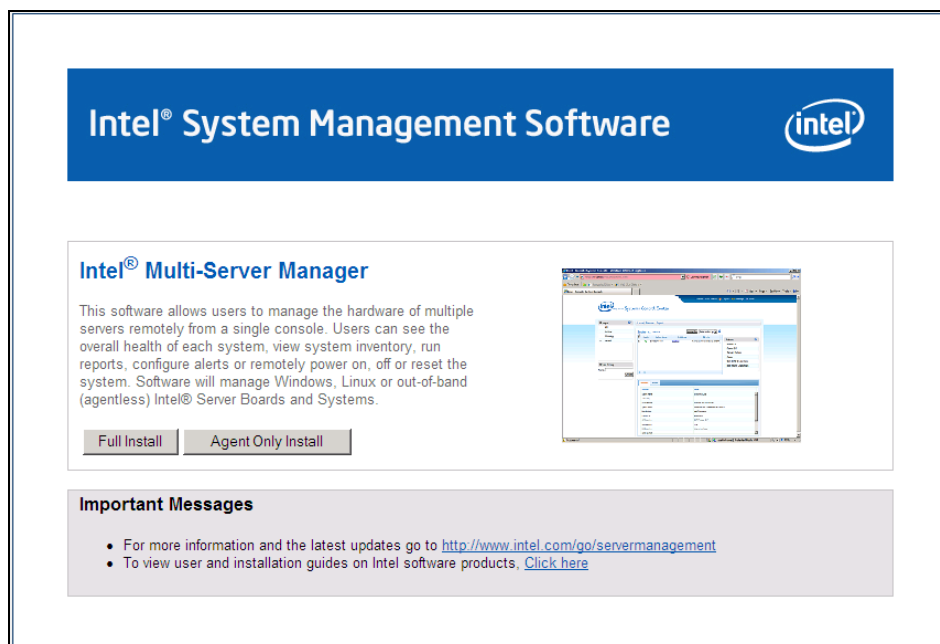 Intel® System Management Software
intel
Intel® Multi-Server Manager
This software allows users to manage the hardware of multiple
servers remotely from a single console. Users can see the
overall health of each system, view system inventory, run
reports, configure alerts or remotely power on, off or reset the
system. Software will manage Windows, Linux or out-of-band
(agentless) Intel® Server Boards and Systems.
Full Install
Agent Only Install
Important Messages
• For more information and the latest updates go to http://www.intel.com/go/servermanagement
• To view user and installation guides on Intel software products, Click here